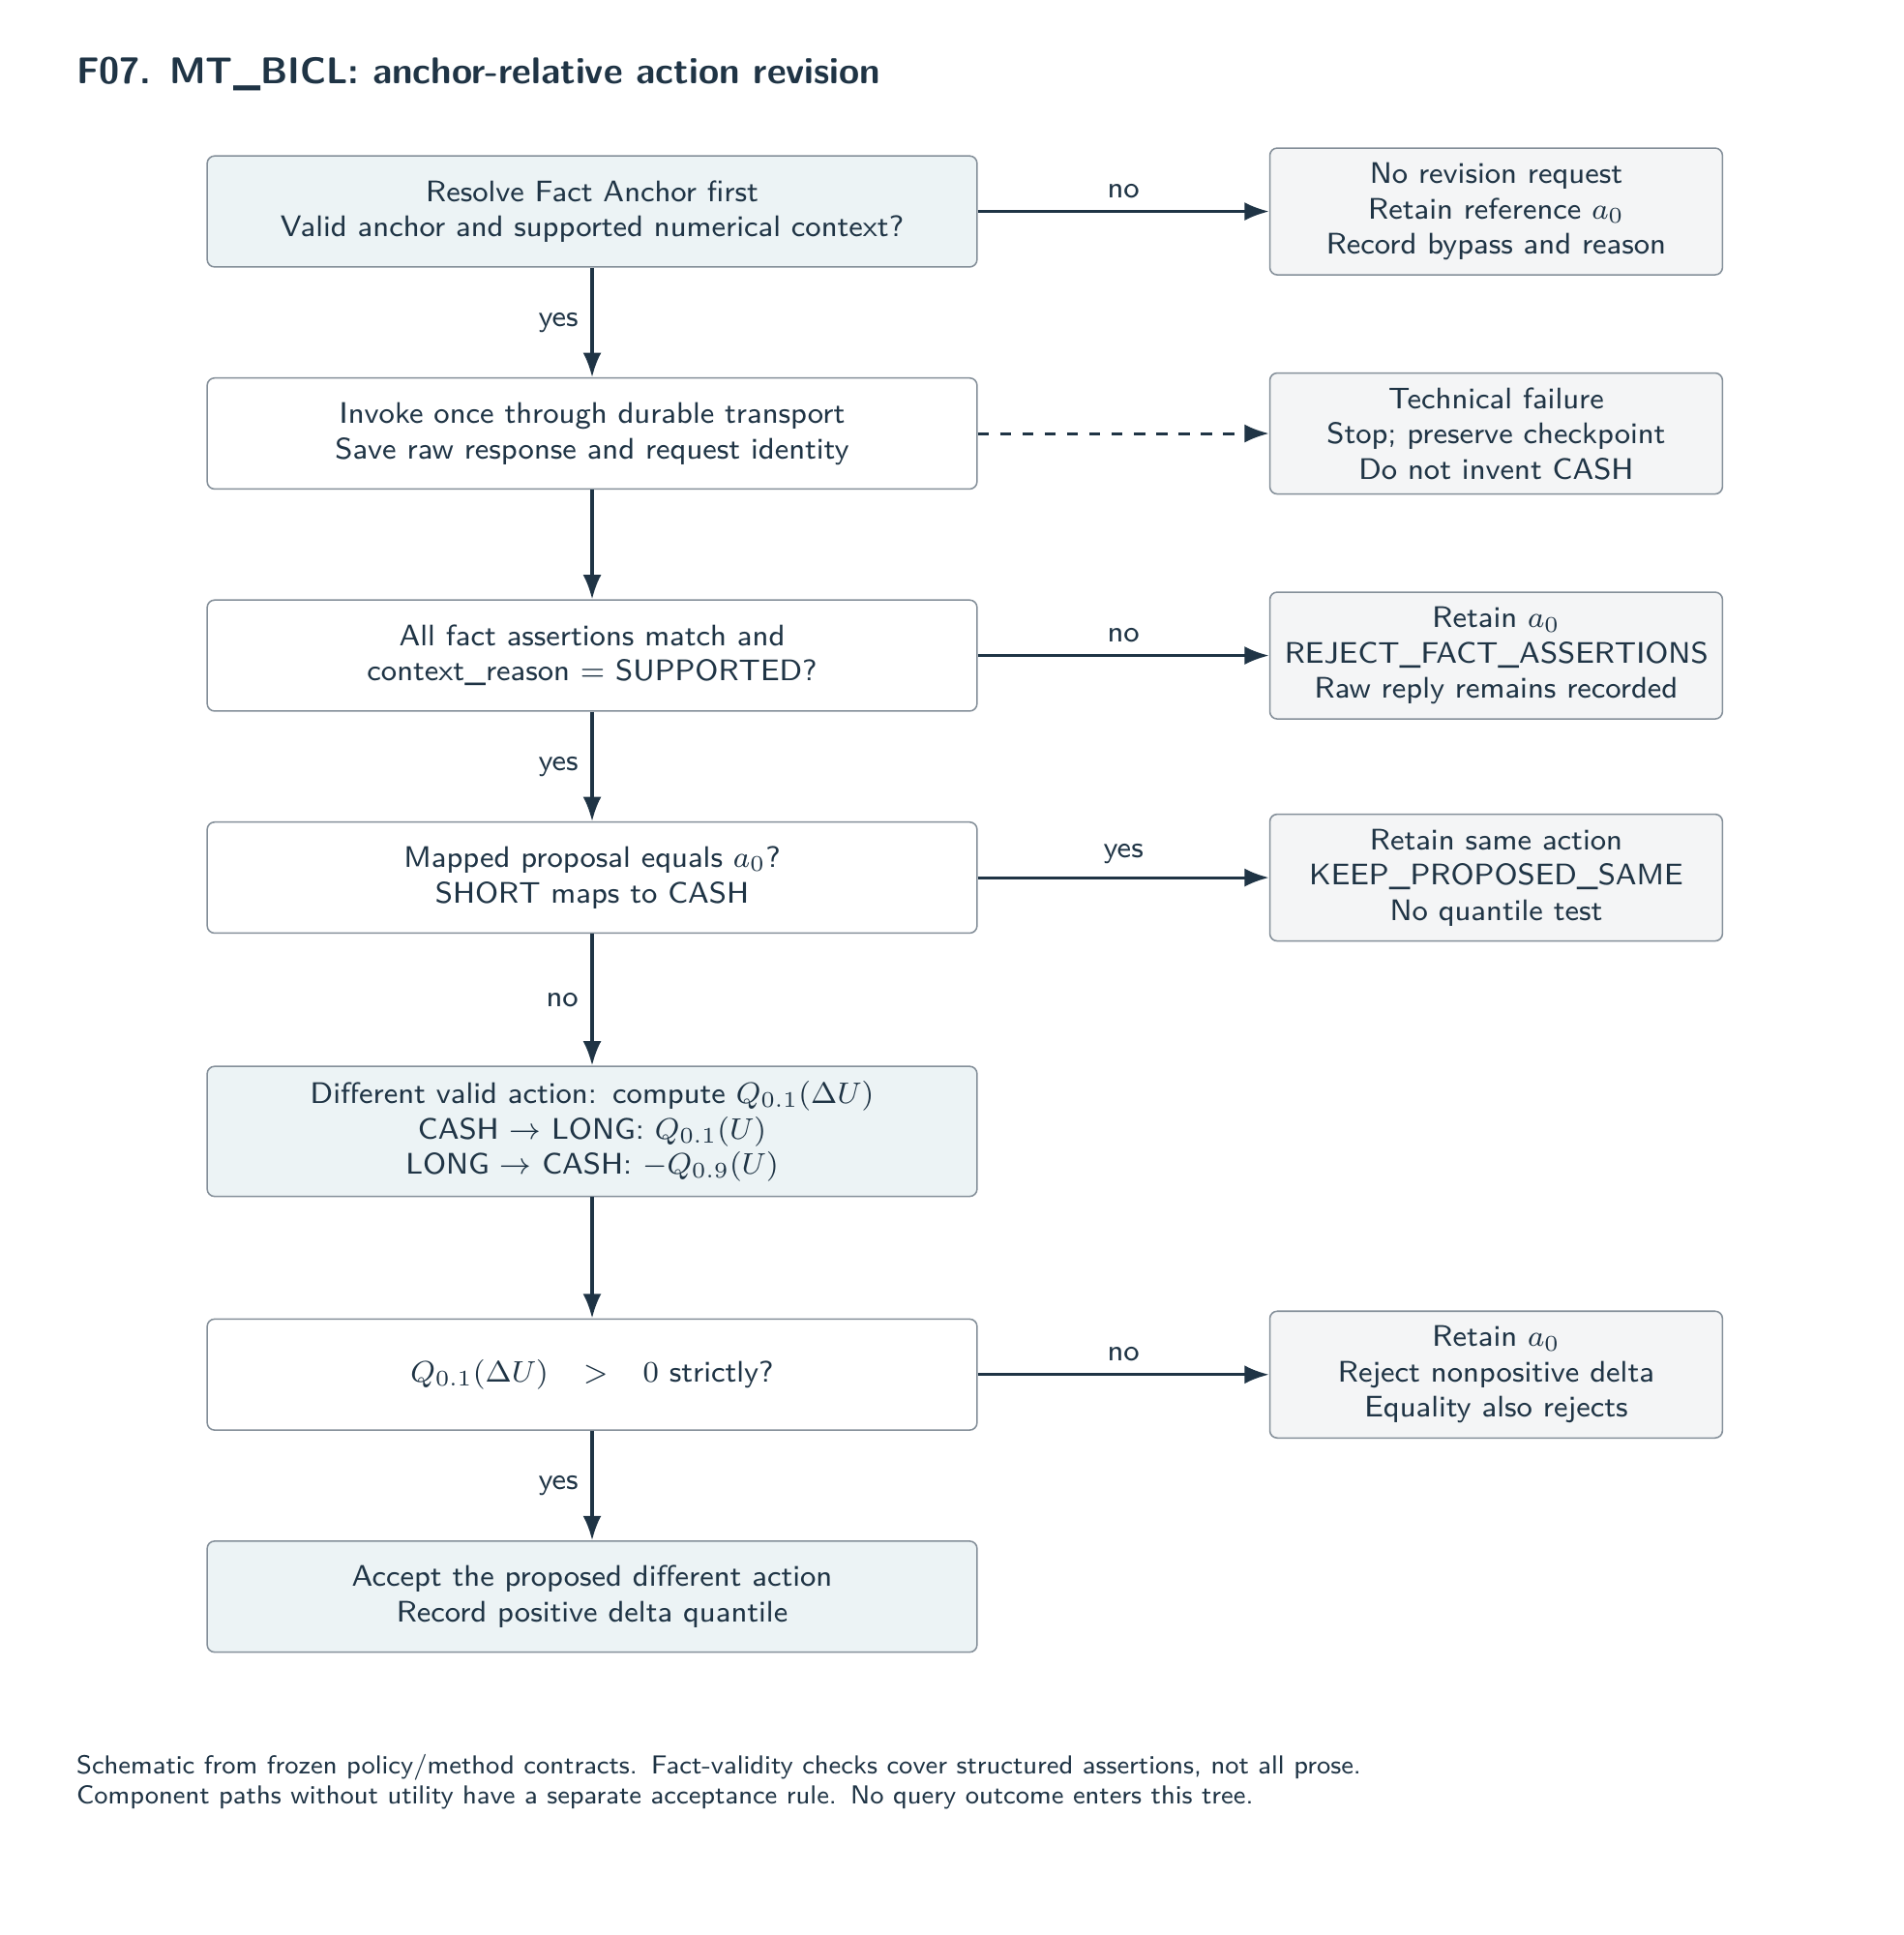 F07. MT_BICL: anchor-relative action revision
Resolve Fact Anchor first
Valid anchor and supported numerical context?
no
No revision request
Retain reference a₀
Record bypass and reason
yes
Invoke once through durable transport
Save raw response and request identity
Technical failure
Stop; preserve checkpoint
Do not invent CASH
All fact assertions match and
context_reason = SUPPORTED?
no
Retain a₀
REJECT_FACT_ASSERTIONS
Raw reply remains recorded
yes
Mapped proposal equals a₀?
SHORT maps to CASH
yes
Retain same action
KEEP_PROPOSED_SAME
No quantile test
no
Different valid action: compute Q₀.₁(ΔU)
CASH → LONG: Q₀.₁(U)
LONG → CASH: −Q₀.₉(U)
Q₀.₁(ΔU) > 0 strictly?
no
Retain a₀
Reject nonpositive delta
Equality also rejects
yes
Accept the proposed different action
Record positive delta quantile
Schematic from frozen policy/method contracts. Fact-validity checks cover structured assertions, not all prose.
Component paths without utility have a separate acceptance rule. No query outcome enters this tree.